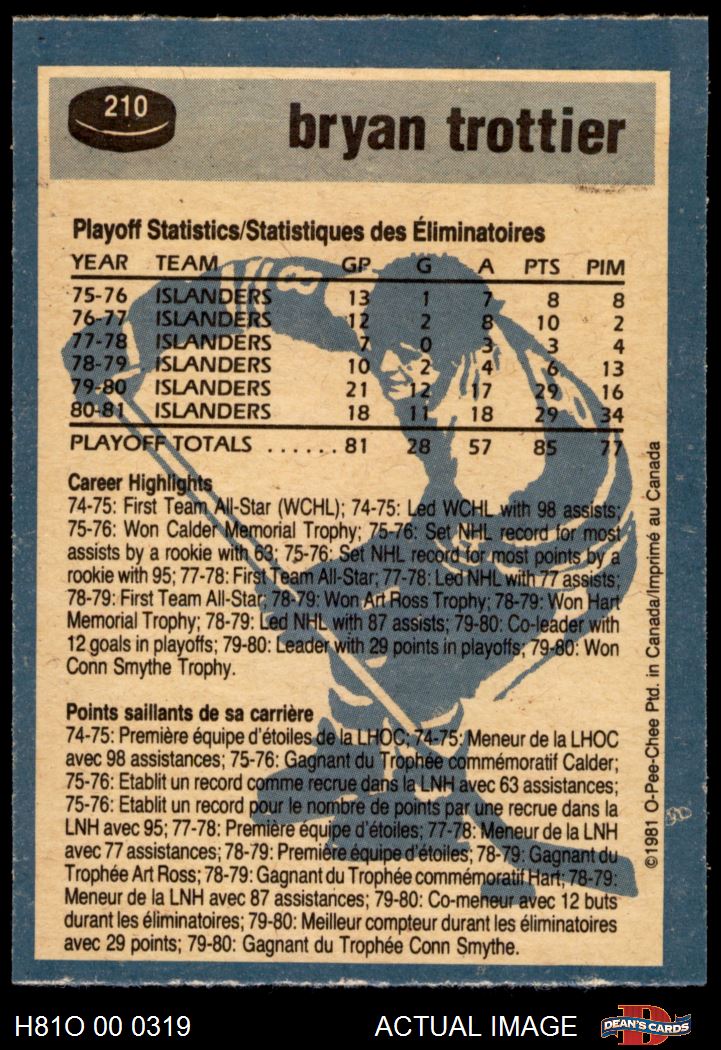 210
bryan trottier
Playoff Statistics/Statistiques des Éliminatoires
YEAR TEAM GP G A PTS PIM
75-76 ISLANDERS 13 1 7 8 8
76-77 ISLANDERS 12 2 8 10 2
77-78 ISLANDERS 7 0 3 3 4
78-79 ISLANDERS 10 2 4 6 13
79-80 ISLANDERS 21 12 17 29 16
80-81 ISLANDERS 18 11 18 29 34
PLAYOFF TOTALS ...... 81 28 57 85 77
Career Highlights
74-75: First Team All-Star (WCHL); 74-75: Led WCHL with 98 assists;
75-76: Won Calder Memorial Trophy; 75-76: Set NHL record for most
assists by a rookie with 63; 75-76: Set NHL record for most points by a
rookie with 95; 77-78: First Team All-Star; 77-78: Led NHL with 77 assists;
78-79: First Team All-Star; 78-79: Won Art Ross Trophy; 78-79: Won Hart
Memorial Trophy; 78-79: Led NHL with 87 assists; 79-80: Co-leader with
12 goals in playoffs; 79-80: Leader with 29 points in playoffs; 79-80: Won
Conn Smythe Trophy.
Points saillants de sa carrière
74-75: Première équipe d'étoiles de la LHOC; 74-75: Meneur de la LHOC
avec 98 assistances; 75-76: Gagnant du Trophée commémoratif Calder;
75-76: Etablit un record comme recrue dans la LNH avec 63 assistances;
75-76: Etablit un record pour le nombre de points par une recrue dans la
LNH avec 95; 77-78: Première équipe d'étoiles; 77-78: Meneur de la LNH
avec 77 assistances; 78-79: Première équipe d'étoiles; 78-79: Gagnant du
Trophée Art Ross; 78-79: Gagnant du Trophée commémoratif Hart; 78-79:
Meneur de la LNH avec 87 assistances; 79-80: Co-meneur avec 12 buts
durant les éliminatoires; 79-80: Meilleur compteur durant les éliminatoires
avec 29 points; 79-80: Gagnant du Trophée Conn Smythe.
©1981 O-Pee-Chee Ptd. in Canada/Imprimé au Canada
H81O 00 0319
ACTUAL IMAGE
D
DEAN'S CARDS